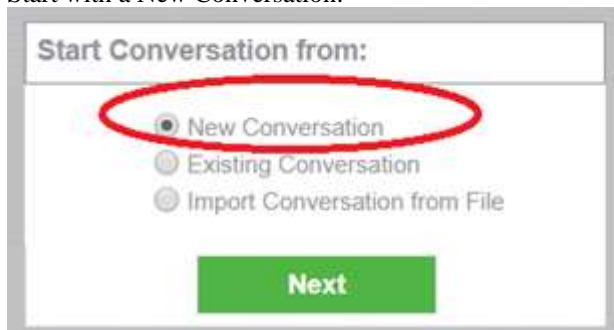 Start with a New Conversation:
Start Conversation from:
New Conversation
Existing Conversation
Import Conversation from File
Next